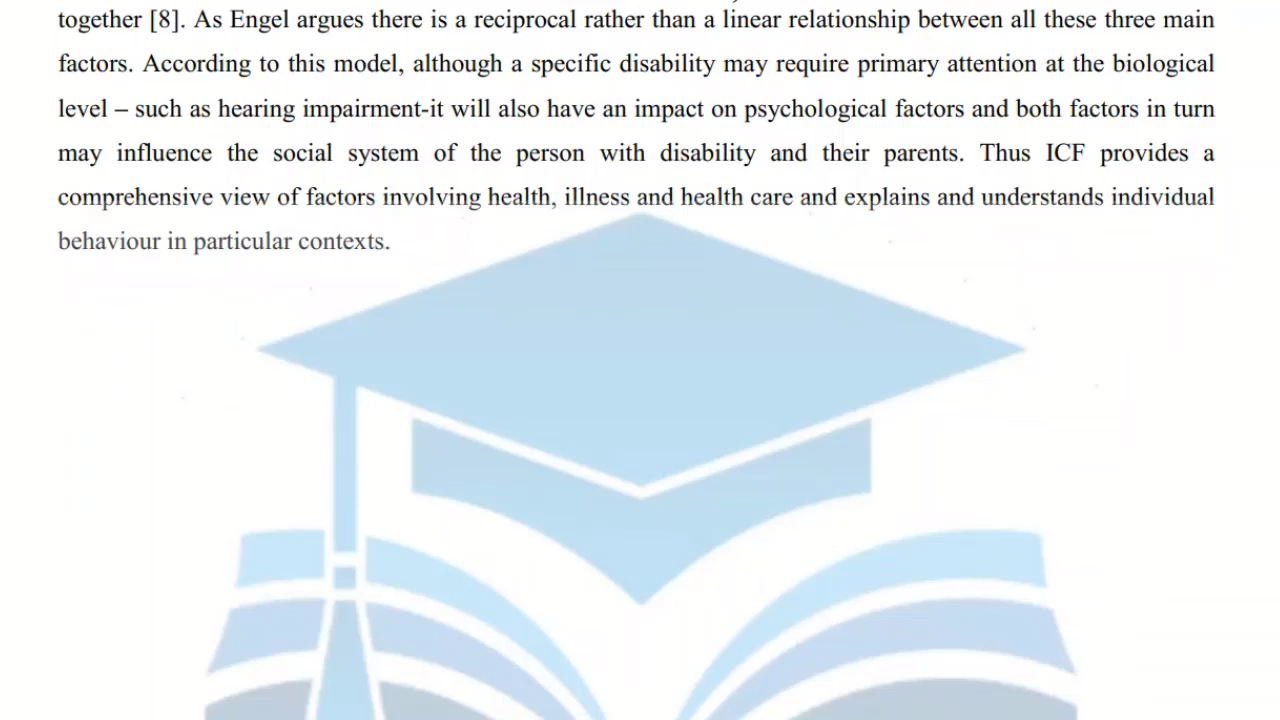 together [8]. As Engel argues there is a reciprocal rather than a linear relationship between all these three main
factors. According to this model, although a specific disability may require primary attention at the biological
level – such as hearing impairment-it will also have an impact on psychological factors and both factors in turn
may influence the social system of the person with disability and their parents. Thus ICF provides a
comprehensive view of factors involving health, illness and health care and explains and understands individual
behaviour in particular contexts.